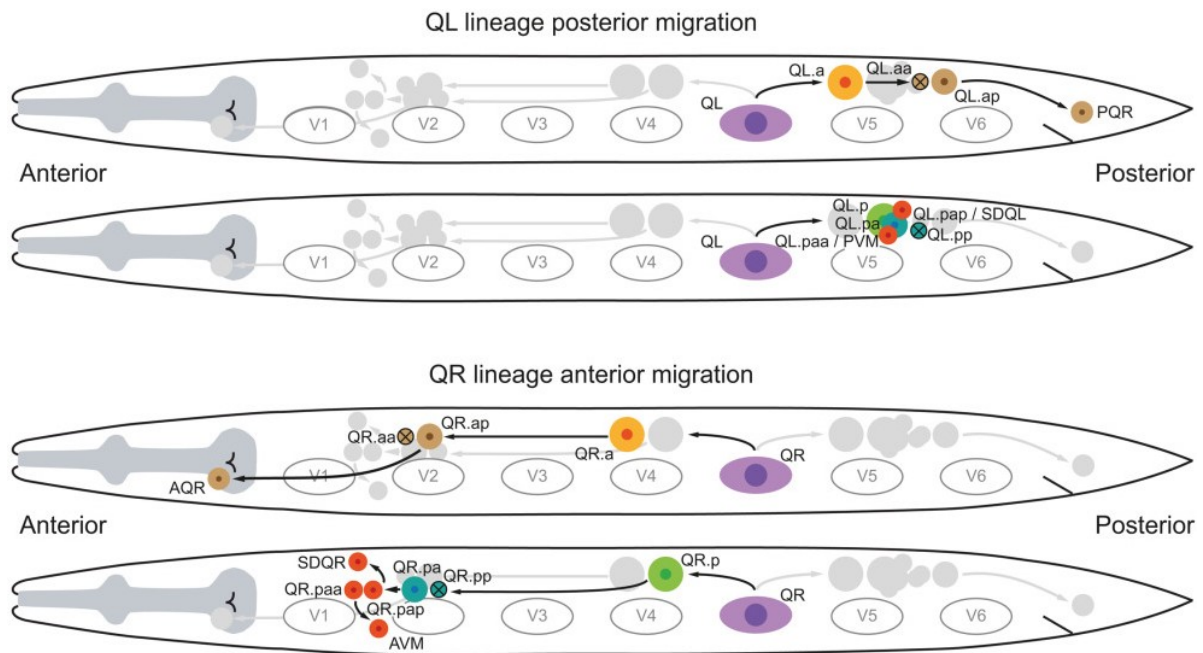 QL lineage posterior migration
QL.a
QL.aa
QL
QL.ap
PQR
V1
V2
V3
V4
V5
V6
Anterior
Posterior
QL.p
QL.pap / SDQL
QL.pa
QL
QL.pp
QL.paa / PVM
V1
V2
V3
V4
V5
V6
QR lineage anterior migration
QR.ap
QR.aa
QR.a
QR
AQR
V1
V2
V3
V4
V5
V6
Anterior
Posterior
SDQR
QR.pa
QR.pp
QR.p
QR.paa
QR
QR.pap
AVM
V1
V3
V4
V5
V6